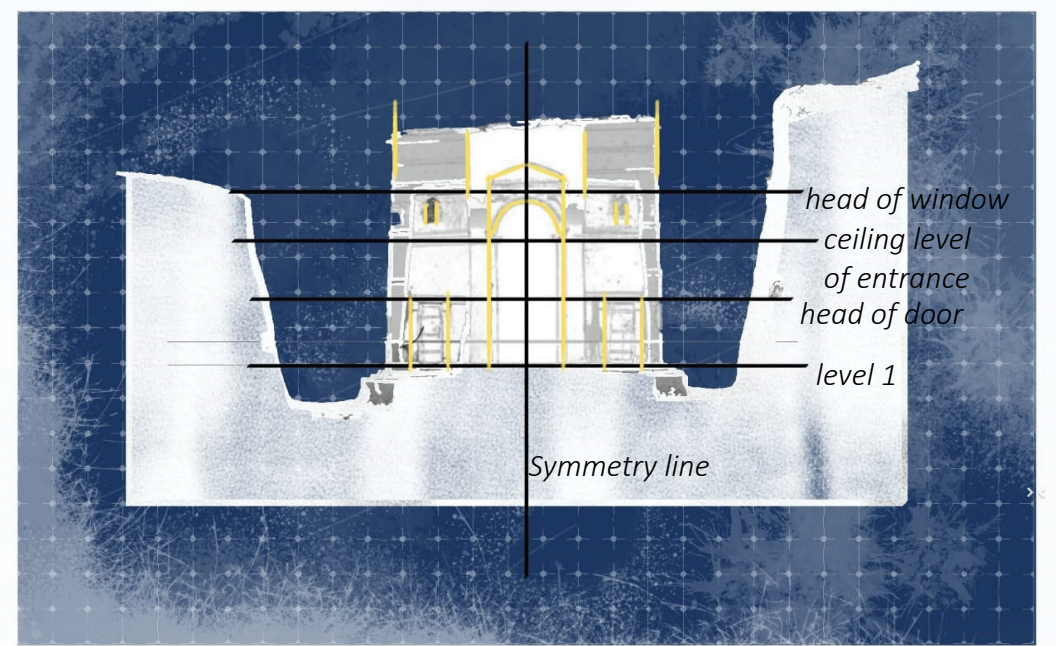 head of window
ceiling level
of entrance
head of door
level 1
Symmetry line